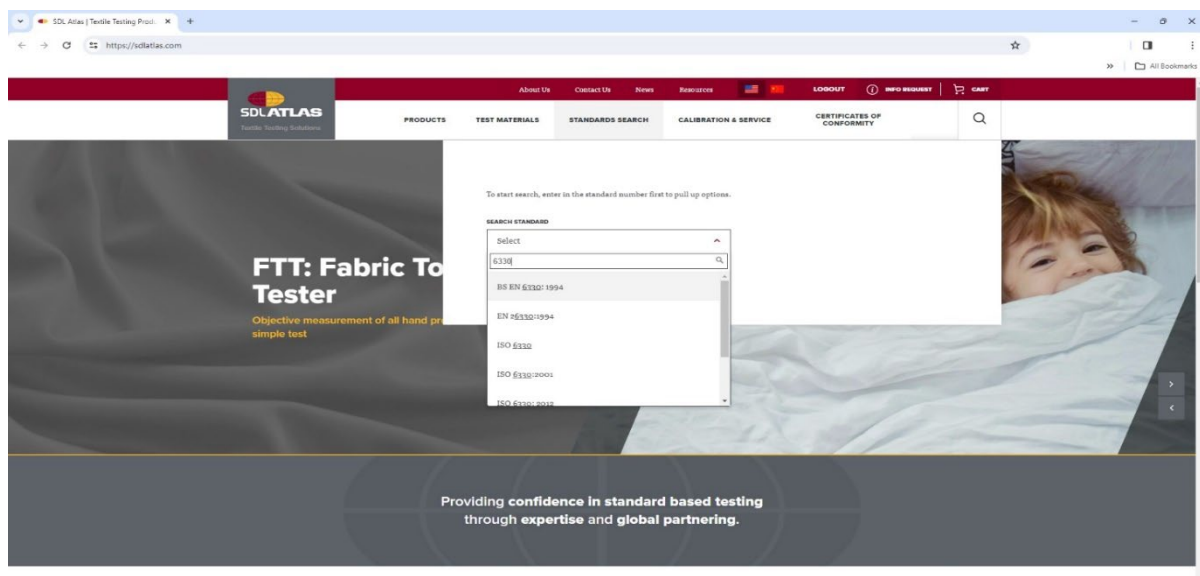 SDL Atlas | Textile Testing Prod
https://sdlatlas.com
All Bookmarks
About Us Contact Us News Resources LOGOUT INFO REQUEST CART
SDLATLAS
Textile Testing Solutions
PRODUCTS TEST MATERIALS STANDARDS SEARCH CALIBRATION & SERVICE CERTIFICATES OF
CONFORMITY
To start search, enter in the standard number first to pull up options.
SEARCH STANDARD
Select
6330
BS EN 6330: 1994
EN 26330:1994
ISO 6330
ISO 6330:2001
ISO 6330: 2012
FTT: Fabric To
Tester
Objective measurement of all hand pr
simple test
Providing confidence in standard based testing
through expertise and global partnering.